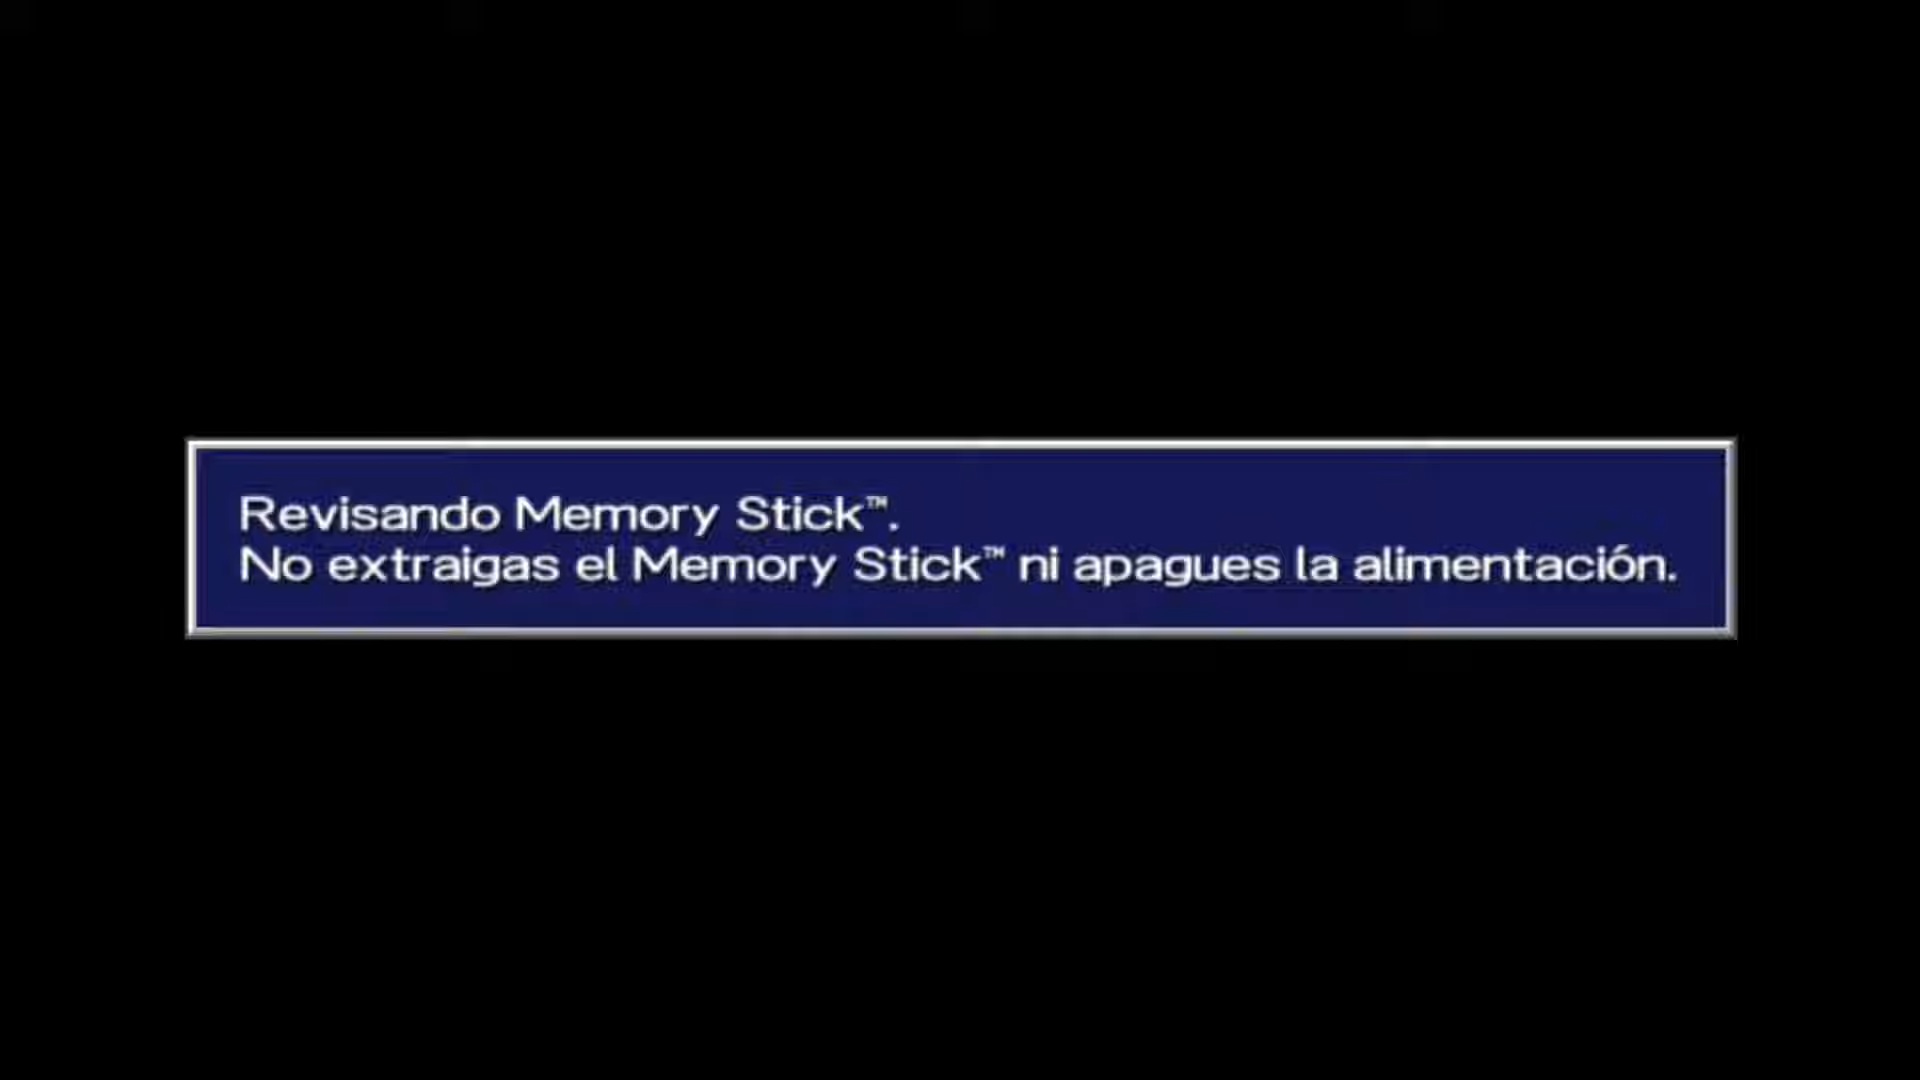 Revisando Memory Stick™.
No extraigas el Memory Stick™ ni apagues la alimentación.